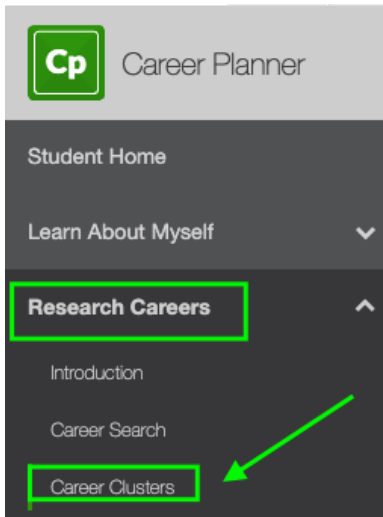 Cp Career Planner
Student Home
Learn About Myself
Research Careers
Introduction
Career Search
Career Clusters